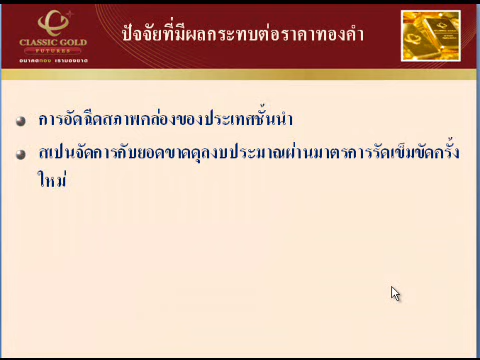 CLASSIC GOLD
FUTURES
อนาคตทอง เรามองขาด
ปัจจัยที่มีผลกระทบต่อราคาทองคำ
การอัดฉีดสภาพคล่องของประเทศชั้นนำ
สเปนจัดการกับยอดขาดดุลงบประมาณผ่านมาตรการรัดเข็มขัดครั้ง
ใหม่